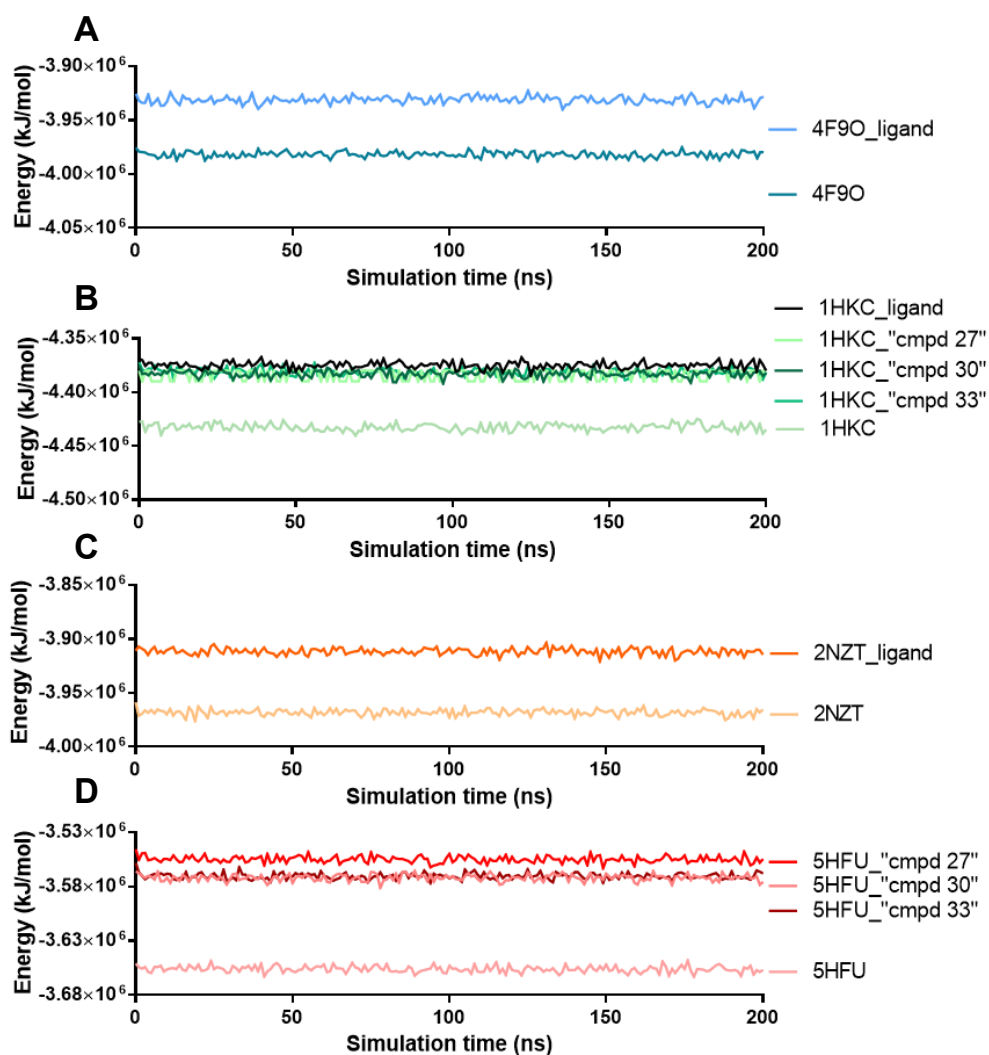 A
Energy (kJ/mol)
-3.90×10⁶
-3.95×10⁶
-4.00×10⁶
-4.05×10⁶
0 50 100 150 200
Simulation time (ns)
4F9O_ligand
4F9O
B
Energy (kJ/mol)
-4.35×10⁶
-4.40×10⁶
-4.45×10⁶
-4.50×10⁶
0 50 100 150 200
Simulation time (ns)
1HKC_ligand
1HKC_"cmpd 27"
1HKC_"cmpd 30"
1HKC_"cmpd 33"
1HKC
C
Energy (kJ/mol)
-3.85×10⁶
-3.90×10⁶
-3.95×10⁶
-4.00×10⁶
0 50 100 150 200
Simulation time (ns)
2NZT_ligand
2NZT
D
Energy (kJ/mol)
-3.53×10⁶
-3.58×10⁶
-3.63×10⁶
-3.68×10⁶
0 50 100 150 200
Simulation time (ns)
5HFU_"cmpd 27"
5HFU_"cmpd 30"
5HFU_"cmpd 33"
5HFU